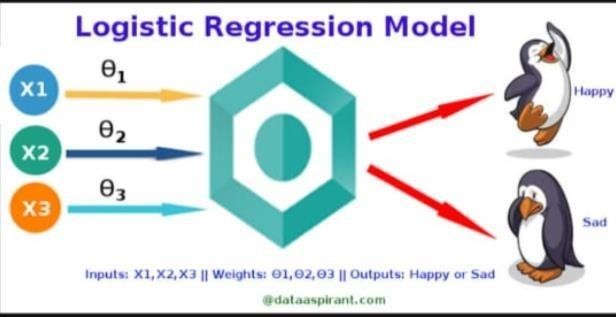 Logistic Regression Model
X1
θ1
X2
θ2
X3
θ3
Happy
Sad
Inputs: X1,X2,X3 || Weights: Θ1,Θ2,Θ3 || Outputs: Happy or Sad
@dataaspirant.com